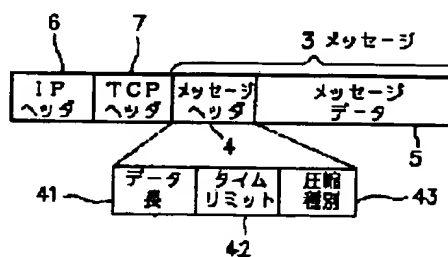 6
7
3 メッセージ
IP
ヘッダ
TCP
ヘッダ
メッセージ
ヘッダ
メッセージ
データ
4
5
41
データ
長
タイム
リミット
圧縮
種別
43
42